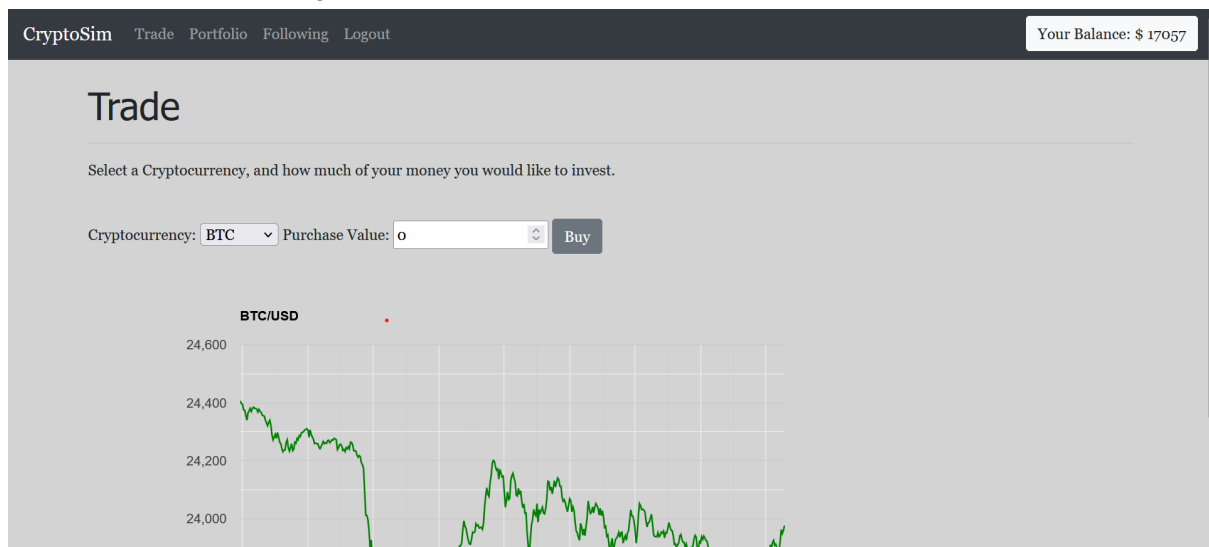 CryptoSim Trade Portfolio Following Logout Your Balance: $ 17057
Trade
Select a Cryptocurrency, and how much of your money you would like to invest.
Cryptocurrency: BTC Purchase Value: 0 Buy
BTC/USD
24,600
24,400
24,200
24,000